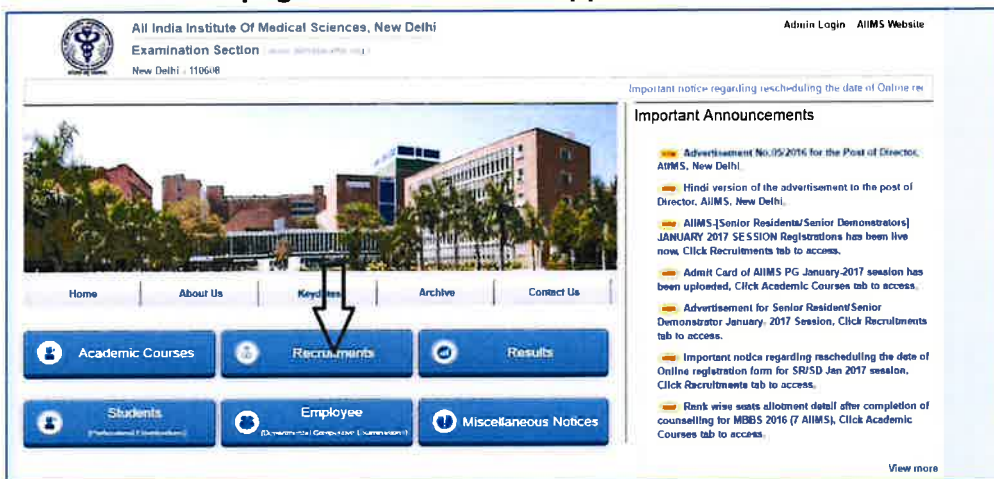 All India Institute Of Medical Sciences, New Delhi
Examination Section
New Delhi - 110608
Admin Login AIIMS Website
Important notice regarding rescheduling the date of Online re
Important Announcements
Advertisement No.05/2016 for the Post of Director,
AIIMS, New Delhi.
Hindi version of the advertisement to the post of
Director, AIIMS, New Delhi.
AIIMS-[Senior Residents/Senior Demonstrators]
JANUARY 2017 SESSION Registrations has been live
now, Click Recruitments tab to access.
Admit Card of AIIMS PG January-2017 session has
been uploaded, Click Academic Courses tab to access.
Advertisement for Senior Resident/Senior
Demonstrator January, 2017 Session, Click Recruitments
tab to access.
Important notice regarding rescheduling the date of
Online registration form for SR/SD Jan 2017 session,
Click Recruitments tab to access.
Rank wise seats allotment detail after completion of
counselling for MBBS 2016 (7 AIIMS), Click Academic
Courses tab to access.
View more
Home About Us Keydates Archive Contact Us
Academic Courses Recruitments Results
Students Employee Miscellaneous Notices
(Professional Examinations) (Departmental Competitive Examinations)